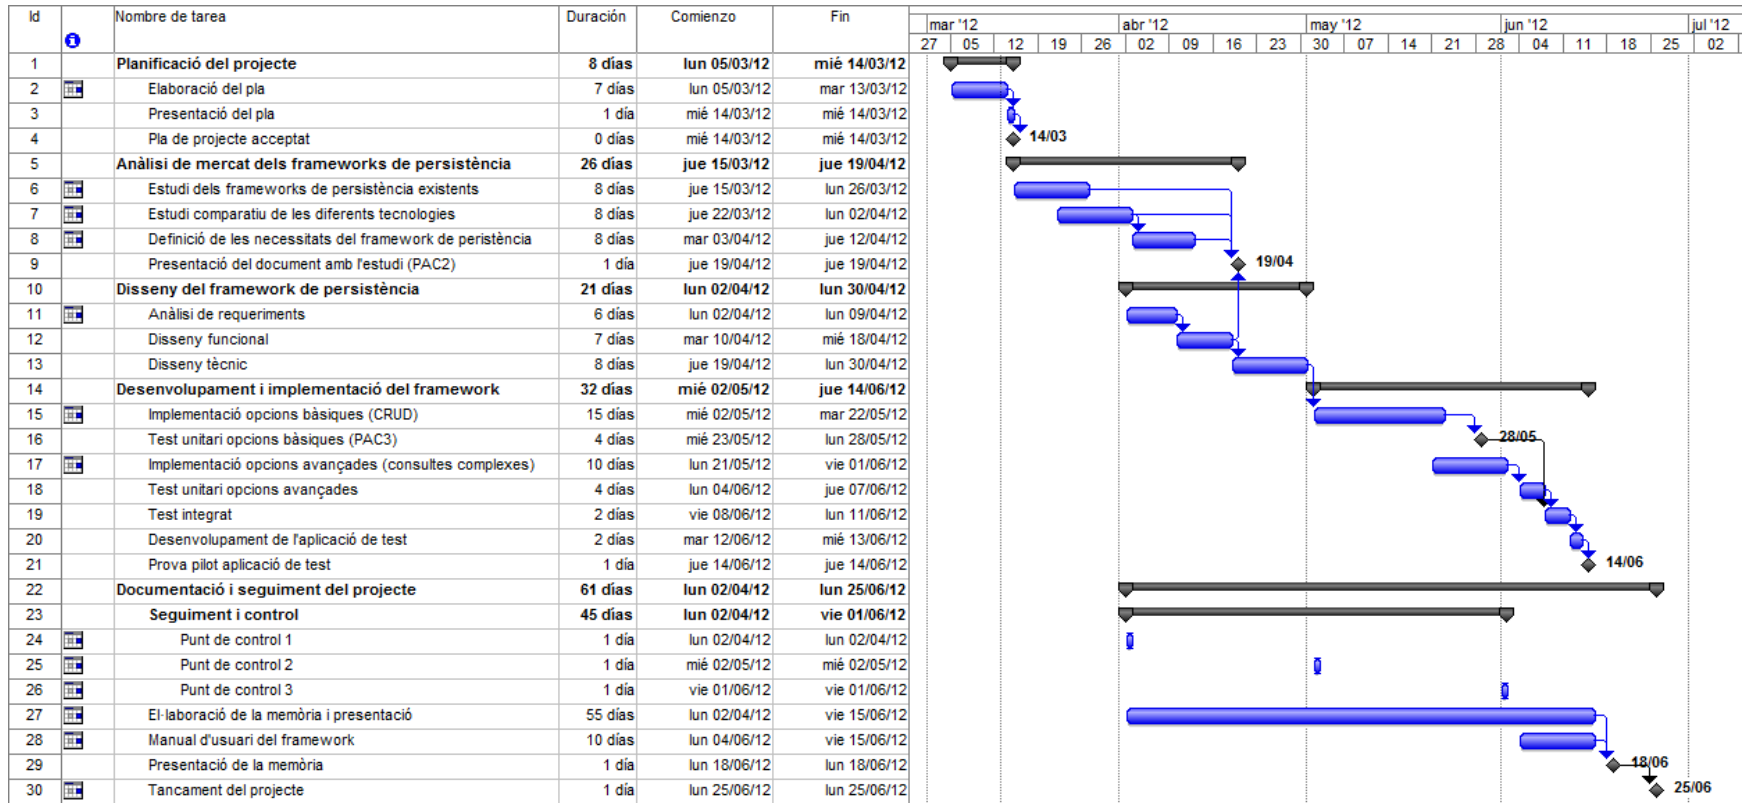 Id Nombre de tarea Duración Comienzo Fin
mar '12 abr '12 may '12 jun '12 jul '12
27 05 12 19 26 02 09 16 23 30 07 14 21 28 04 11 18 25 02
1 Planificació del projecte 8 días lun 05/03/12 mié 14/03/12
2 Elaboració del pla 7 días lun 05/03/12 mar 13/03/12
3 Presentació del pla 1 día mié 14/03/12 mié 14/03/12
4 Pla de projecte acceptat 0 días mié 14/03/12 mié 14/03/12 14/03
5 Anàlisi de mercat dels frameworks de persistència 26 días jue 15/03/12 jue 19/04/12
6 Estudi dels frameworks de persistència existents 8 días jue 15/03/12 lun 26/03/12
7 Estudi comparatiu de les diferents tecnologies 8 días jue 22/03/12 lun 02/04/12
8 Definició de les necessitats del framework de peristència 8 días mar 03/04/12 jue 12/04/12
9 Presentació del document amb l'estudi (PAC2) 1 día jue 19/04/12 jue 19/04/12 19/04
10 Disseny del framework de persistència 21 días lun 02/04/12 lun 30/04/12
11 Anàlisi de requeriments 6 días lun 02/04/12 lun 09/04/12
12 Disseny funcional 7 días mar 10/04/12 mié 18/04/12
13 Disseny tècnic 8 días jue 19/04/12 lun 30/04/12
14 Desenvolupament i implementació del framework 32 días mié 02/05/12 jue 14/06/12
15 Implementació opcions bàsiques (CRUD) 15 días mié 02/05/12 mar 22/05/12
16 Test unitari opcions bàsiques (PAC3) 4 días mié 23/05/12 lun 28/05/12 28/05
17 Implementació opcions avançades (consultes complexes) 10 días lun 21/05/12 vie 01/06/12
18 Test unitari opcions avançades 4 días lun 04/06/12 jue 07/06/12
19 Test integrat 2 días vie 08/06/12 lun 11/06/12
20 Desenvolupament de l'aplicació de test 2 días mar 12/06/12 mié 13/06/12
21 Prova pilot aplicació de test 1 día jue 14/06/12 jue 14/06/12 14/06
22 Documentació i seguiment del projecte 61 días lun 02/04/12 lun 25/06/12
23 Seguiment i control 45 días lun 02/04/12 vie 01/06/12
24 Punt de control 1 1 día lun 02/04/12 lun 02/04/12
25 Punt de control 2 1 día mié 02/05/12 mié 02/05/12
26 Punt de control 3 1 día vie 01/06/12 vie 01/06/12
27 El·laboració de la memòria i presentació 55 días lun 02/04/12 vie 15/06/12
28 Manual d'usuari del framework 10 días lun 04/06/12 vie 15/06/12
29 Presentació de la memòria 1 día lun 18/06/12 lun 18/06/12 18/06
30 Tancament del projecte 1 día lun 25/06/12 lun 25/06/12 25/06